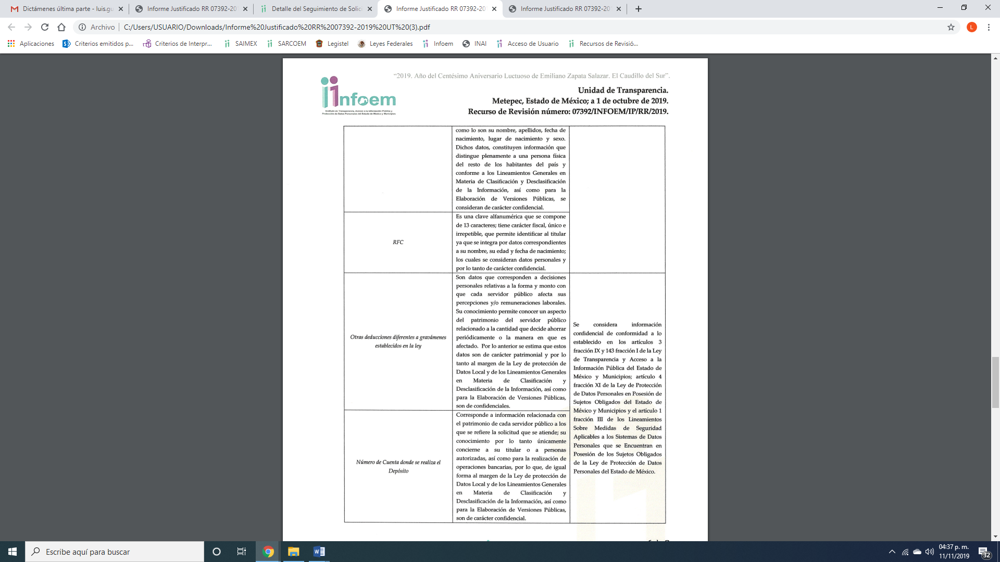 Dictámenes última parte - luis.gu
Informe Justificado RR 07392-201
Detalle del Seguimiento de Solici
Informe Justificado RR 07392-201
Informe Justificado RR 07392-201
Archivo
C:/Users/USUARIO/Downloads/Informe%20Justificado%20RR%2007392-2019%20UT%20(3).pdf
L
Aplicaciones
Criterios emitidos p...
Criterios de Interpr...
SAIMEX
SARCOEM
Legistel
Leyes Federales
Infoem
INAI
Acceso de Usuario
Recursos de Revisió...
"2019. Año del Centésimo Aniversario Luctuoso de Emiliano Zapata Salazar. El Caudillo del Sur".
infoem
Instituto de Transparencia, Acceso a la Información Pública y
Protección de Datos Personales del Estado de México y Municipios
Unidad de Transparencia.
Metepec, Estado de México; a 1 de octubre de 2019.
Recurso de Revisión número: 07392/INFOEM/IP/RR/2019.
como lo son su nombre, apellidos, fecha de
nacimiento, lugar de nacimiento y sexo.
Dichos datos, constituyen información que
distingue plenamente a una persona física
del resto de los habitantes del país y
conforme a los Lineamientos Generales en
Materia de Clasificación y Desclasificación
de la Información, así como para la
Elaboración de Versiones Públicas, se
consideran de carácter confidencial.
RFC
Es una clave alfanumérica que se compone
de 13 caracteres; tiene carácter fiscal, único e
irrepetible, que permite identificar al titular
ya que se integra por datos correspondientes
a su nombre, su edad y fecha de nacimiento;
los cuales se consideran datos personales y
por lo tanto de carácter confidencial.
Otras deducciones diferentes a gravámenes
establecidos en la ley
Son datos que corresponden a decisiones
personales relativas a la forma y monto con
que cada servidor público afecta sus
percepciones y/o remuneraciones laborales.
Su conocimiento permite conocer un aspecto
del patrimonio del servidor público
relacionado a la cantidad que decide ahorrar
periódicamente o la manera en que es
afectado. Por lo anterior se estima que estos
datos son de carácter patrimonial y por lo
tanto al margen de la Ley de protección de
Datos Local y de los Lineamientos Generales
en Materia de Clasificación y
Desclasificación de la Información, así como
para la Elaboración de Versiones Públicas,
son de confidenciales.
Número de Cuenta donde se realiza el
Depósito
Corresponde a información relacionada con
el patrimonio de cada servidor público a los
que se refiere la solicitud que se atiende; su
conocimiento por lo tanto únicamente
concierne a su titular o a personas
autorizadas, así como para la realización de
operaciones bancarias, por lo que, de igual
forma al margen de la Ley de protección de
Datos Local y de los Lineamientos Generales
en Materia de Clasificación y
Desclasificación de la Información, así como
para la Elaboración de Versiones Públicas,
son de carácter confidencial.
Se considera información
confidencial de conformidad a lo
establecido en los artículos 3
fracción IX y 143 fracción I de la Ley
de Transparencia y Acceso a la
Información Pública del Estado de
México y Municipios; artículo 4
fracción XI de la Ley de Protección
de Datos Personales en Posesión de
Sujetos Obligados del Estado de
México y Municipios y el artículo 1
fracción III de los Lineamientos
Sobre Medidas de Seguridad
Aplicables a los Sistemas de Datos
Personales que se Encuentran en
Posesión de los Sujetos Obligados
de la Ley de Protección de Datos
Personales del Estado de México.
Escribe aquí para buscar
04:37 p. m.
11/11/2019
32